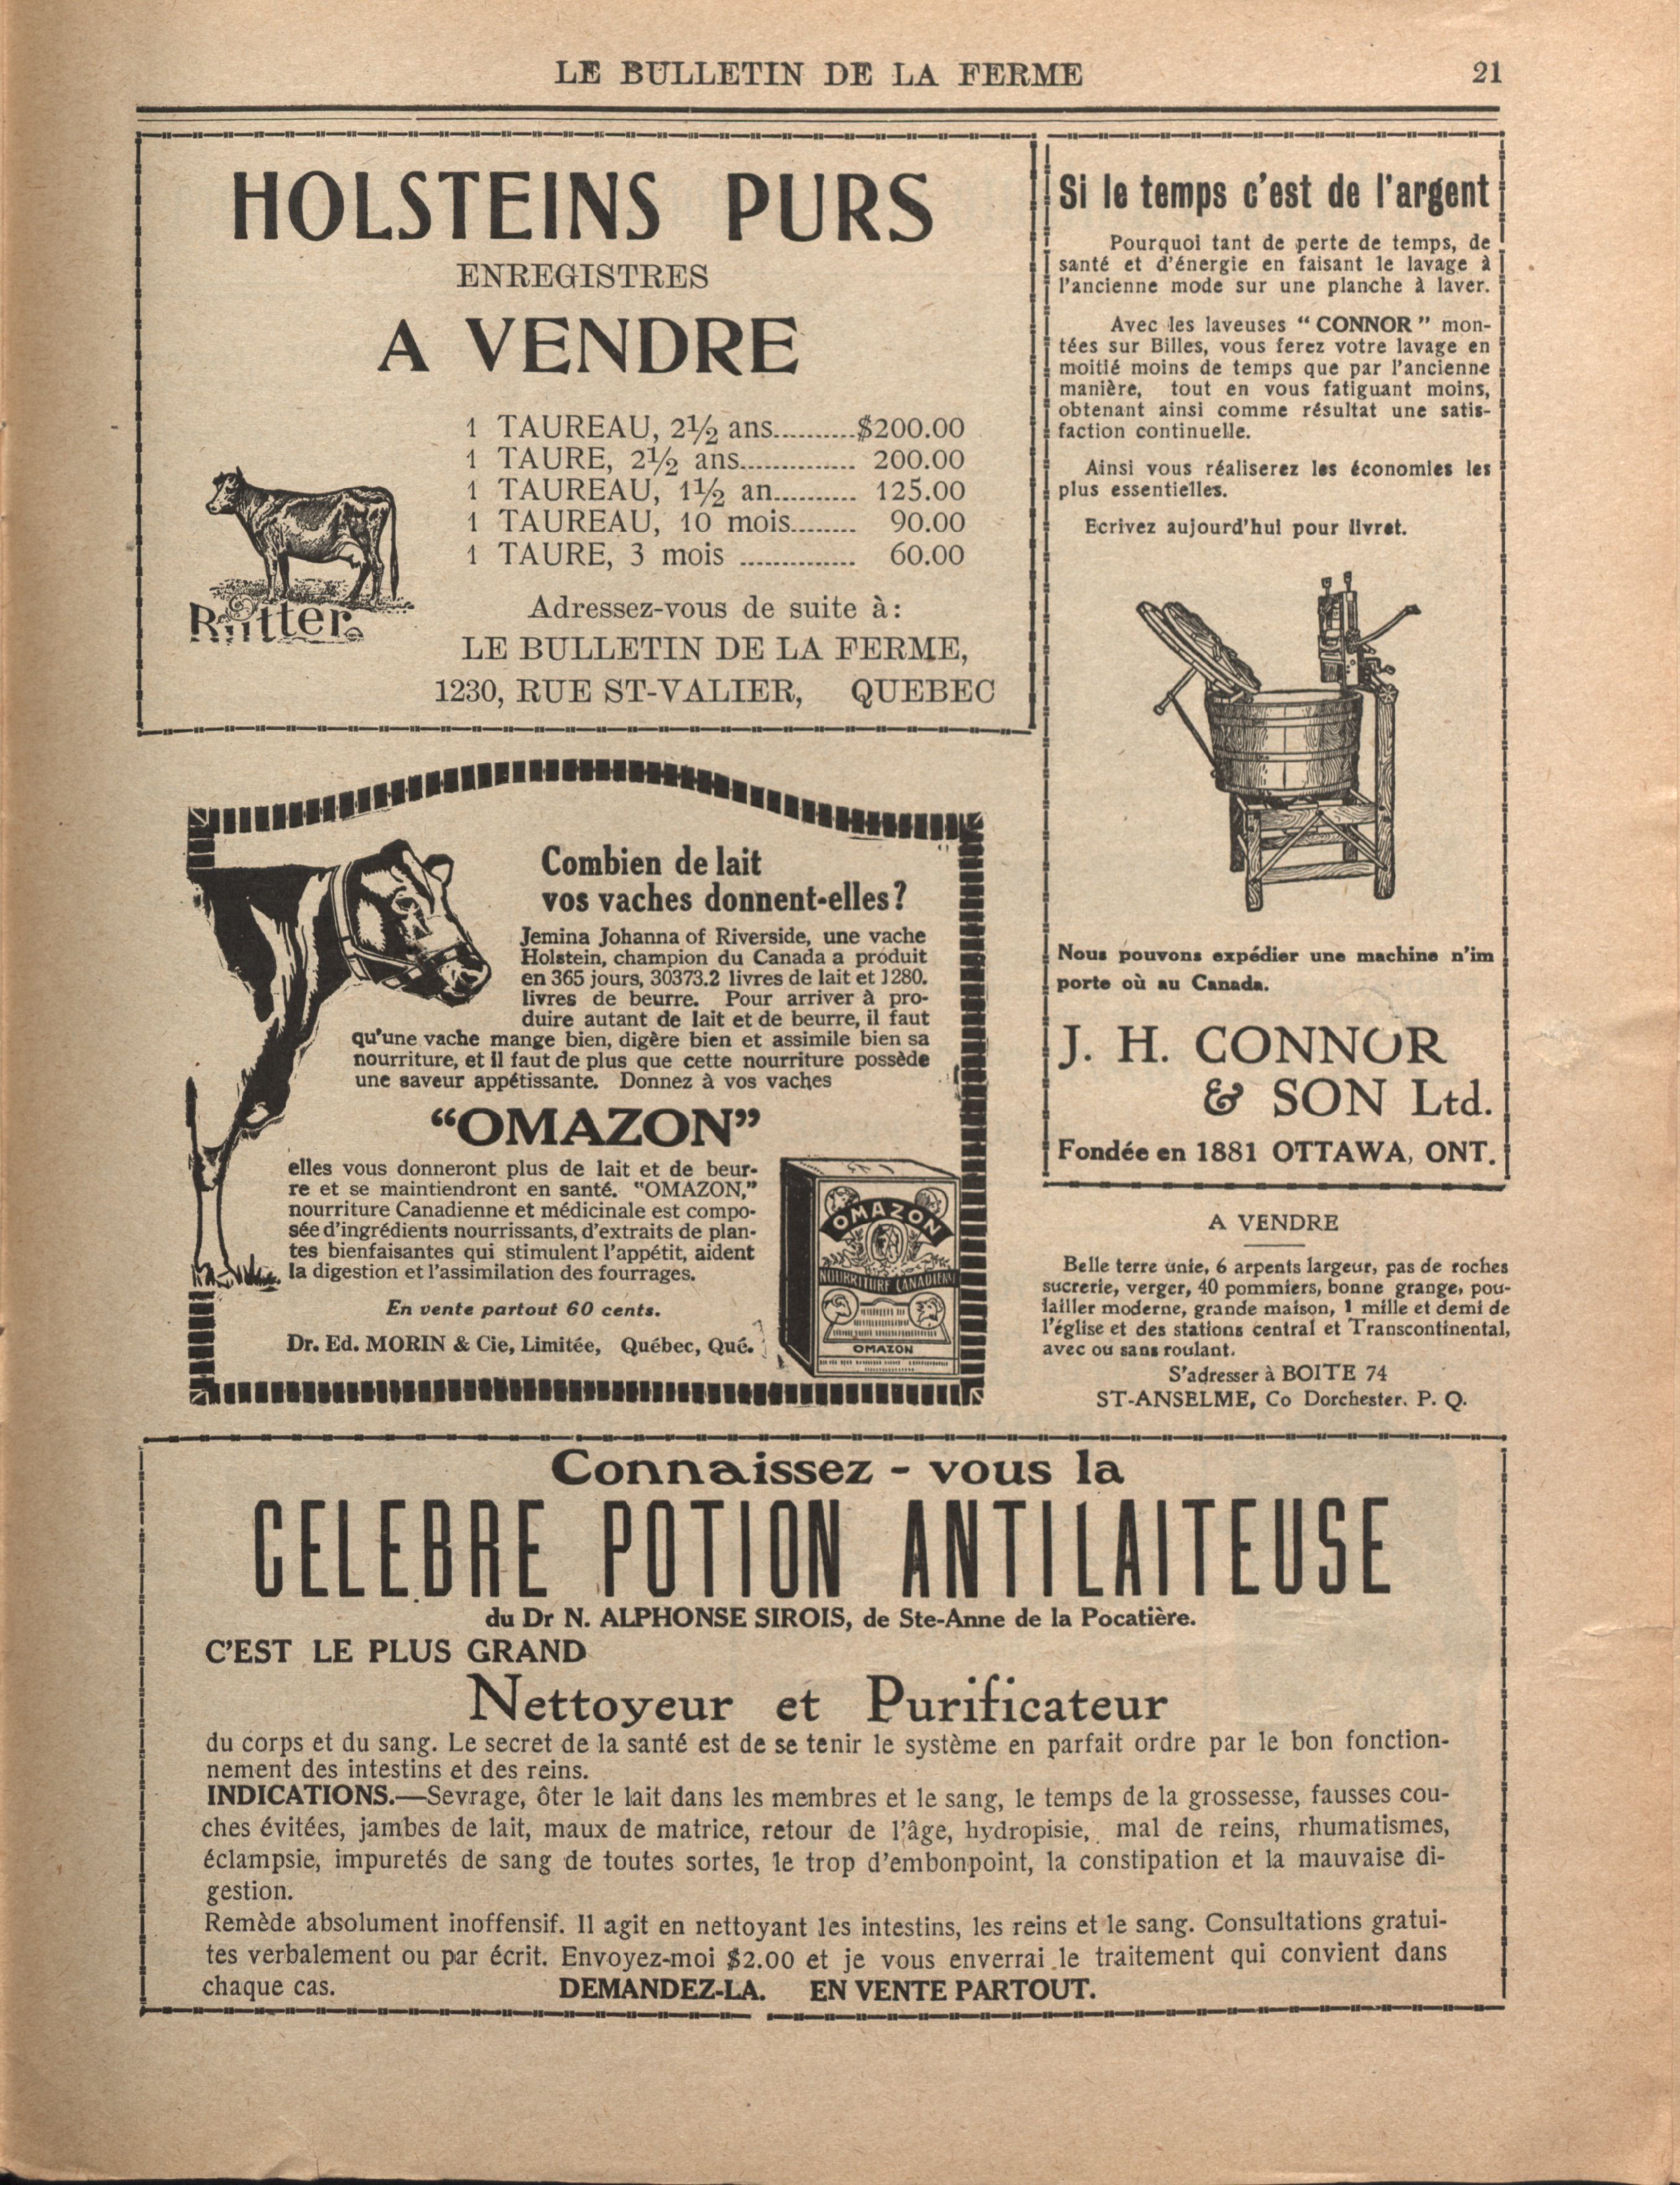 LE BULLETIN DE LA FERME 21
HOLSTEINS PURS
ENREGISTRES
A VENDRE
1 TAUREAU, 2½ ans..........$200.00
1 TAURE, 2½ ans.............. 200.00
1 TAUREAU, 1½ an.......... 125.00
1 TAUREAU, 10 mois........ 90.00
1 TAURE, 3 mois .............. 60.00
Rütter
Adressez-vous de suite à:
LE BULLETIN DE LA FERME,
1230, RUE ST-VALIER, QUEBEC
Si le temps c'est de l'argent
Pourquoi tant de perte de temps, de
santé et d'énergie en faisant le lavage à
l'ancienne mode sur une planche à laver.
Avec les laveuses “ CONNOR ” mon-
tées sur Billes, vous ferez votre lavage en
moitié moins de temps que par l'ancienne
manière, tout en vous fatiguant moins,
obtenant ainsi comme résultat une satis-
faction continuelle.
Ainsi vous réaliserez les économies les
plus essentielles.
Ecrivez aujourd'hui pour livret.
Nous pouvons expédier une machine n'im
porte où au Canada.
J. H. CONNOR
& SON Ltd.
Fondée en 1881 OTTAWA, ONT.
Combien de lait
vos vaches donnent-elles?
Jemina Johanna of Riverside, une vache
Holstein, champion du Canada a produit
en 365 jours, 30373.2 livres de lait et 1280.
livres de beurre. Pour arriver à pro-
duire autant de lait et de beurre, il faut
qu'une vache mange bien, digère bien et assimile bien sa
nourriture, et il faut de plus que cette nourriture possède
une saveur appétissante. Donnez à vos vaches
“OMAZON”
elles vous donneront plus de lait et de beur-
re et se maintiendront en santé. “OMAZON,”
nourriture Canadienne et médicinale est compo-
sée d'ingrédients nourrissants, d'extraits de plan-
tes bienfaisantes qui stimulent l'appétit, aident
la digestion et l'assimilation des fourrages.
En vente partout 60 cents.
Dr. Ed. MORIN & Cie, Limitée, Québec, Qué.
OMAZON
NOURRITURE CANADIEN
OMAZON
A VENDRE
Belle terre unie, 6 arpents largeur, pas de roches
sucrerie, verger, 40 pommiers, bonne grange, pou-
lailler moderne, grande maison, 1 mille et demi de
l'église et des stations central et Transcontinental,
avec ou sans roulant.
S'adresser à BOITE 74
ST-ANSELME, Co Dorchester. P. Q.
Connaissez - vous la
CELEBRE POTION ANTILAITEUSE
du Dr N. ALPHONSE SIROIS, de Ste-Anne de la Pocatière.
C'EST LE PLUS GRAND
Nettoyeur et Purificateur
du corps et du sang. Le secret de la santé est de se tenir le système en parfait ordre par le bon fonction-
nement des intestins et des reins.
INDICATIONS.—Sevrage, ôter le lait dans les membres et le sang, le temps de la grossesse, fausses cou-
ches évitées, jambes de lait, maux de matrice, retour de l'âge, hydropisie, mal de reins, rhumatismes,
éclampsie, impuretés de sang de toutes sortes, le trop d'embonpoint, la constipation et la mauvaise di-
gestion.
Remède absolument inoffensif. Il agit en nettoyant les intestins, les reins et le sang. Consultations gratui-
tes verbalement ou par écrit. Envoyez-moi $2.00 et je vous enverrai le traitement qui convient dans
chaque cas. DEMANDEZ-LA. EN VENTE PARTOUT.